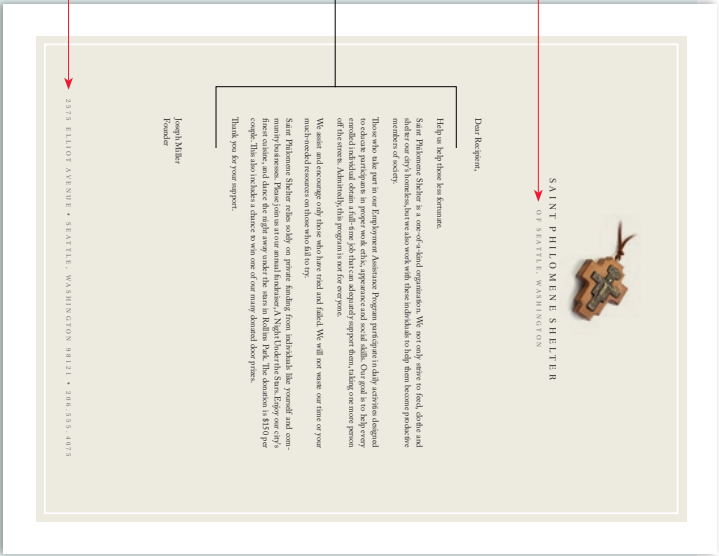 SAINT PHILOMENE SHELTER
OF SEATTLE, WASHINGTON
Dear Recipient,
Help us help those less fortunate.
Saint Philomene Shelter is a one-of-a-kind organization. We not only strive to feed, clothe and
shelter our city's homeless, but we also work with these individuals to help them become productive
members of society.
Those who take part in our Employment Assistance Program participate in daily activities designed
to educate participants in proper work ethic, appearance and social skills. Our goal is to help every
enrolled individual obtain a full-time job that can adequately support them, taking one more person
off the streets. Admittedly, this program is not for everyone.
We assist and encourage only those who have tried and failed. We will not waste our time or your
much-needed resources on those who fail to try.
Saint Philomene Shelter relies solely on private funding from individuals like yourself and com-
munity businesses. Please join us at our annual fundraiser, A Night Under the Stars. Enjoy our city's
finest cuisine, and dance the night away under the stars in Rollins Park. The donation is $150 per
couple. This also includes a chance to win one of our many donated door prizes.
Thank you for your support.
Joseph Miller
Founder
2975 ELLIOT AVENUE • SEATTLE, WASHINGTON 98121 • 206.555.4875